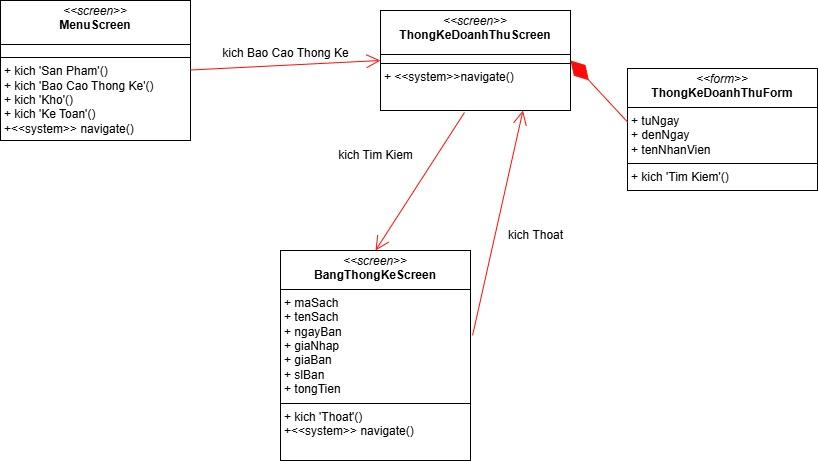 <<screen>>
MenuScreen
+ kich 'San Pham'()
+ kich 'Bao Cao Thong Ke'()
+ kich 'Kho'()
+ kich 'Ke Toan'()
+<<system>> navigate()
kich Bao Cao Thong Ke
<<screen>>
ThongKeDoanhThuScreen
+ <<system>>navigate()
<<form>>
ThongKeDoanhThuForm
+ tuNgay
+ denNgay
+ tenNhanVien
+ kich 'Tim Kiem'()
kich Tim Kiem
kich Thoat
<<screen>>
BangThongKeScreen
+ maSach
+ tenSach
+ ngayBan
+ giaNhap
+ giaBan
+ slBan
+ tongTien
+ kich 'Thoat'()
+<<system>> navigate()